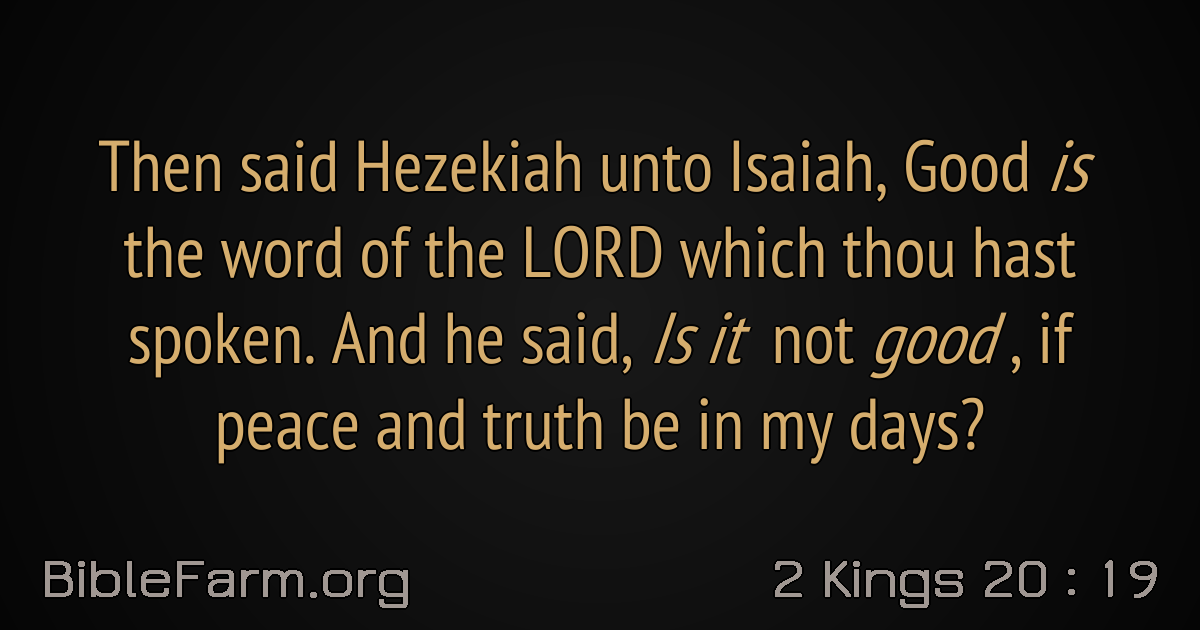 Then said Hezekiah unto Isaiah, Good is
the word of the LORD which thou hast
spoken. And he said, Is it not good , if
peace and truth be in my days?
BibleFarm.org
2 Kings 20 : 19